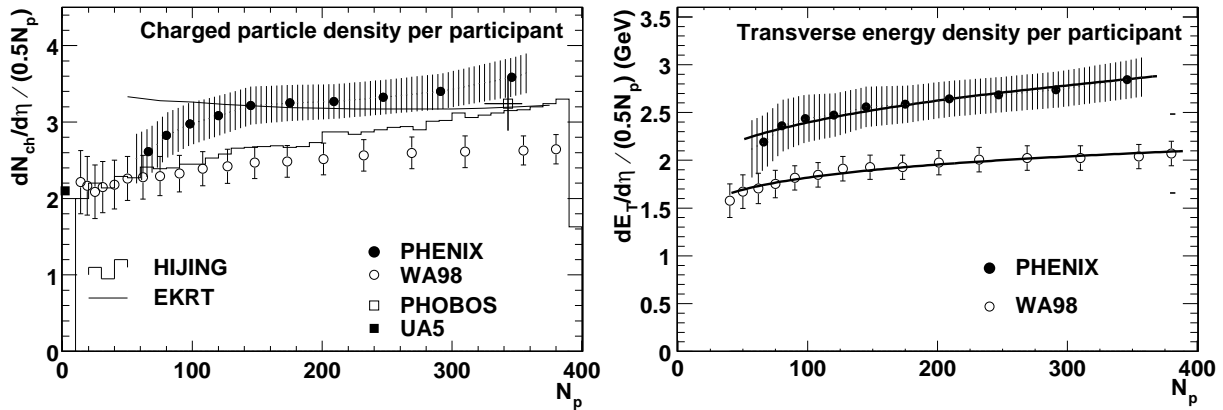 Charged particle density per participant
dN_ch/dη / (0.5N_p)
4
3
2
1
0
HIJING
EKRT
PHENIX
WA98
PHOBOS
UA5
0 100 200 300 400
N_p
Transverse energy density per participant
dE_T/dη / (0.5N_p) (GeV)
3.5
3
2.5
2
1.5
1
0.5
0
PHENIX
WA98
0 100 200 300 400
N_p